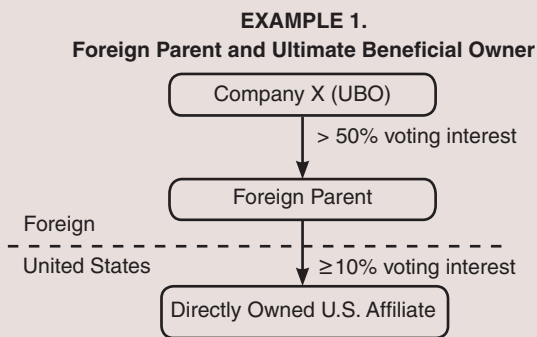 EXAMPLE 1.
Foreign Parent and Ultimate Beneficial Owner
Company X (UBO)
> 50% voting interest
Foreign Parent
Foreign
United States
≥10% voting interest
Directly Owned U.S. Affiliate